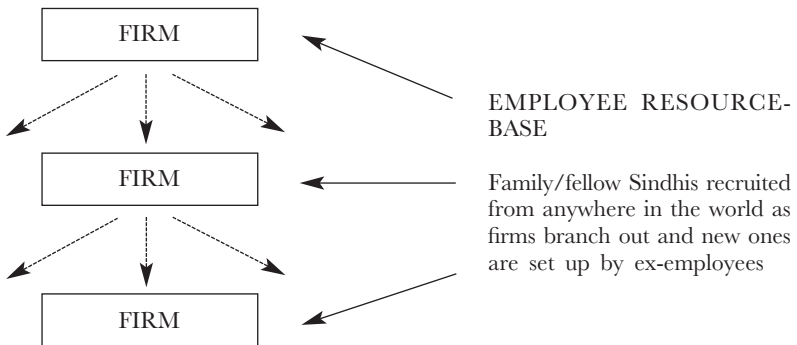 FIRM
EMPLOYEE RESOURCE-
BASE
FIRM
Family/fellow Sindhis recruited
from anywhere in the world as
firms branch out and new ones
are set up by ex-employees
FIRM